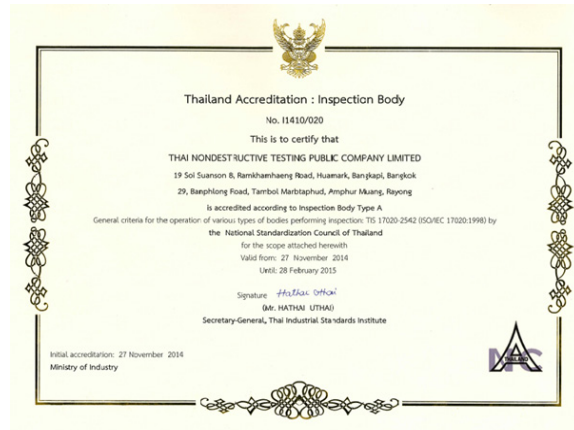 Thailand Accreditation : Inspection Body
No. I1410/020
This is to certify that
THAI NONDESTRUCTIVE TESTING PUBLIC COMPANY LIMITED
19 Soi Suanson 8, Ramkhamhaeng Road, Huamark, Bangkapi, Bangkok
29, Banphlong Road, Tambol Marbtaphud, Amphur Muang, Rayong
is accredited according to Inspection Body Type A
General criteria for the operation of various types of bodies performing inspection: TIS 17020-2542 (ISO/IEC 17020:1998) by
the National Standardization Council of Thailand
for the scope attached herewith
Valid from: 27 November 2014
Until: 28 February 2015
Signature Hathai Uthai
(Mr. HATHAI UTHAI)
Secretary-General, Thai Industrial Standards Institute
Initial accreditation: 27 November 2014
Ministry of Industry
NSC
THAILAND